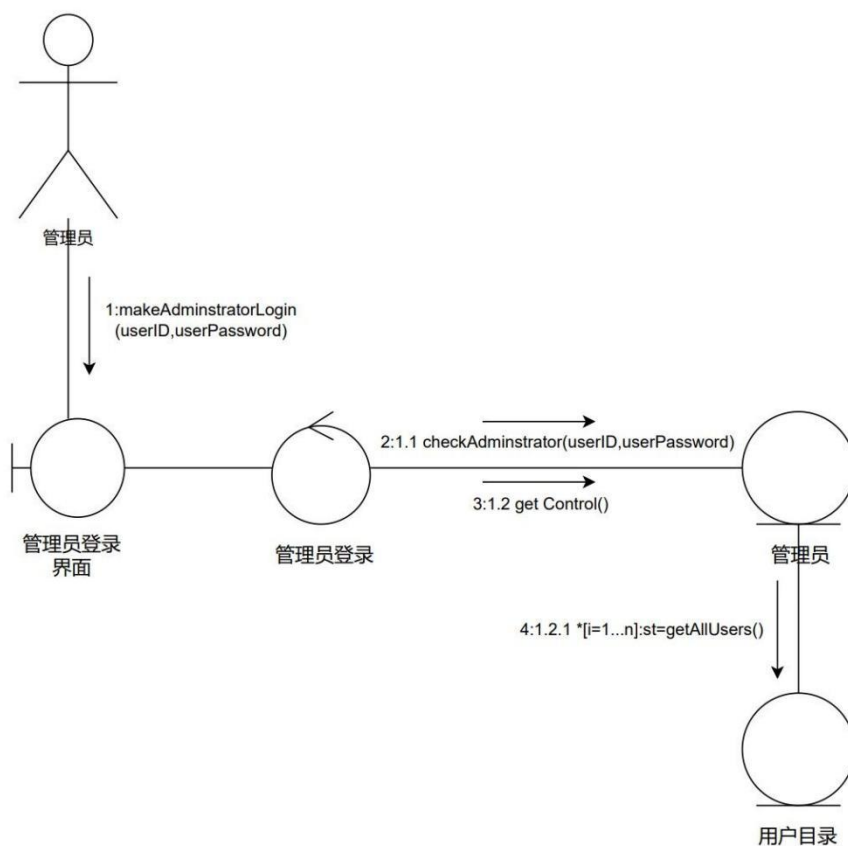 管理员
1:makeAdminstratorLogin
(userID,userPassword)
2:1.1 checkAdminstrator(userID,userPassword)
3:1.2 get Control()
管理员登录
界面
管理员登录
管理员
4:1.2.1 *[i=1...n]:st=getAllUsers()
用户目录